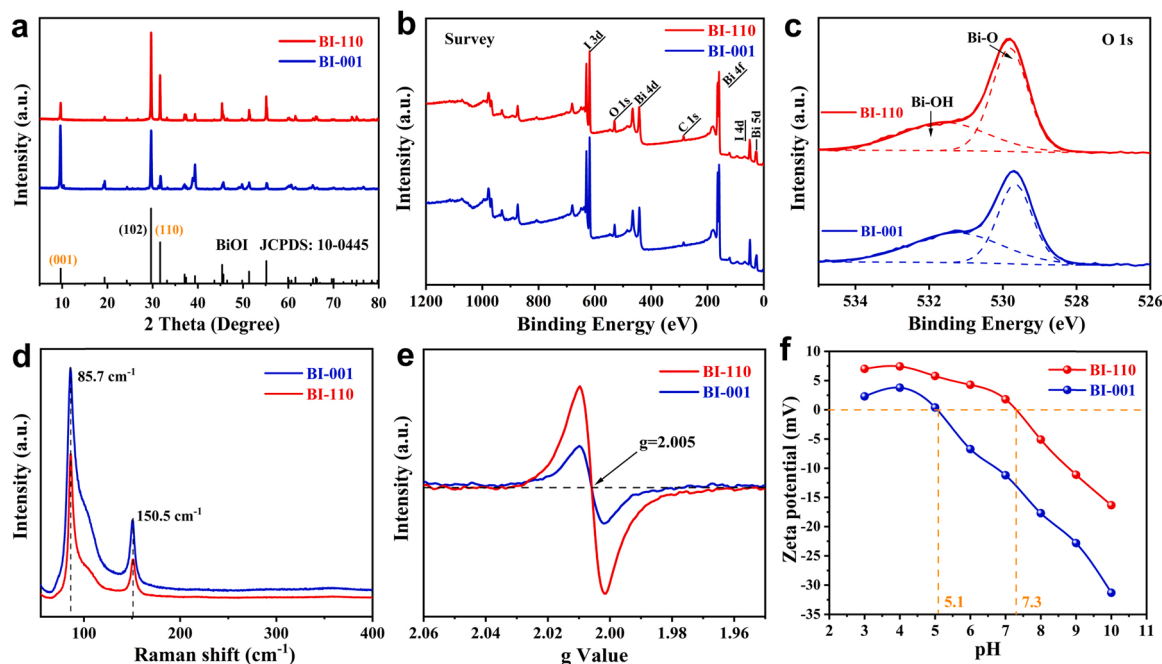 a
BI-110
BI-001
(001)
(102)
(110)
BiOI JCPDS: 10-0445
Intensity (a.u.)
10 20 30 40 50 60 70 80
2 Theta (Degree)
b
Survey
BI-110
BI-001
I 3d
O 1s
Bi 4d
C 1s
Bi 4f
I 4d
Bi 5d
Intensity (a.u.)
1200 1000 800 600 400 200 0
Binding Energy (eV)
c
O 1s
Bi-O
BI-110
Bi-OH
BI-001
Intensity (a.u.)
534 532 530 528 526
Binding Energy (eV)
d
85.7 cm⁻¹
BI-001
BI-110
150.5 cm⁻¹
Intensity (a.u.)
100 200 300 400
Raman shift (cm⁻¹)
e
BI-110
BI-001
g=2.005
Intensity (a.u.)
2.06 2.04 2.02 2.00 1.98 1.96
g Value
f
BI-110
BI-001
10
5
0
-5
-10
-15
-20
-25
-30
-35
Zeta potential (mV)
5.1
7.3
2 3 4 5 6 7 8 9 10 11
pH